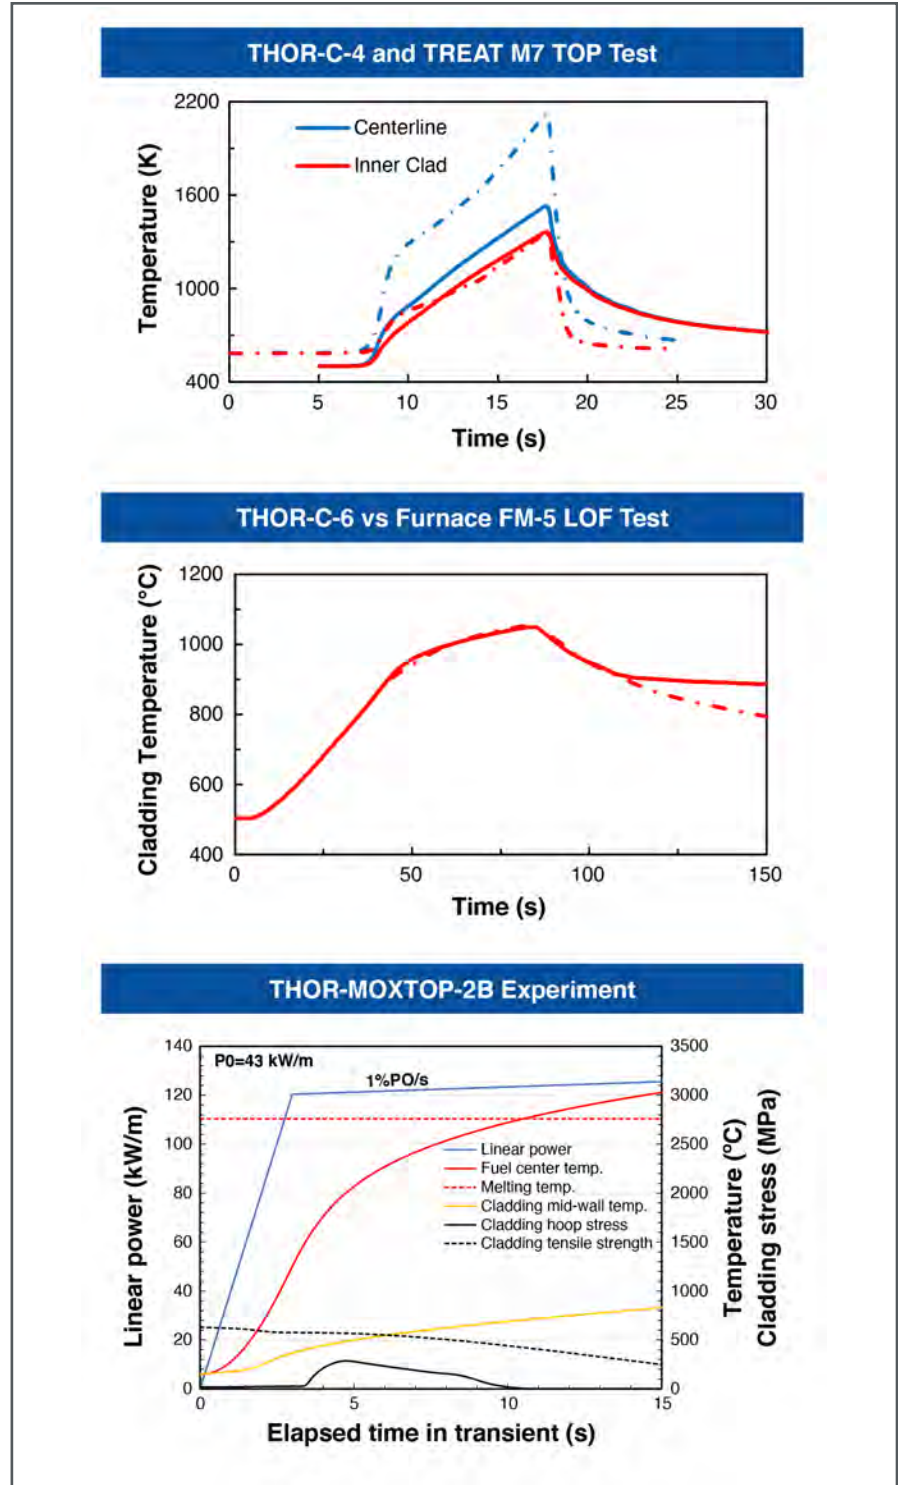 THOR-C-4 and TREAT M7 TOP Test
2200
1600
1000
400
Temperature (K)
Centerline
Inner Clad
0 5 10 15 20 25 30
Time (s)
THOR-C-6 vs Furnace FM-5 LOF Test
1200
1000
800
600
400
Cladding Temperature (°C)
0 50 100 150
Time (s)
THOR-MOXTOP-2B Experiment
140
120
100
80
60
40
20
0
Linear power (kW/m)
P0=43 kW/m
1%PO/s
Linear power
Fuel center temp.
Melting temp.
Cladding mid-wall temp.
Cladding hoop stress
Cladding tensile strength
3500
3000
2500
2000
1500
1000
500
0
Temperature (°C)
Cladding stress (MPa)
0 5 10 15
Elapsed time in transient (s)